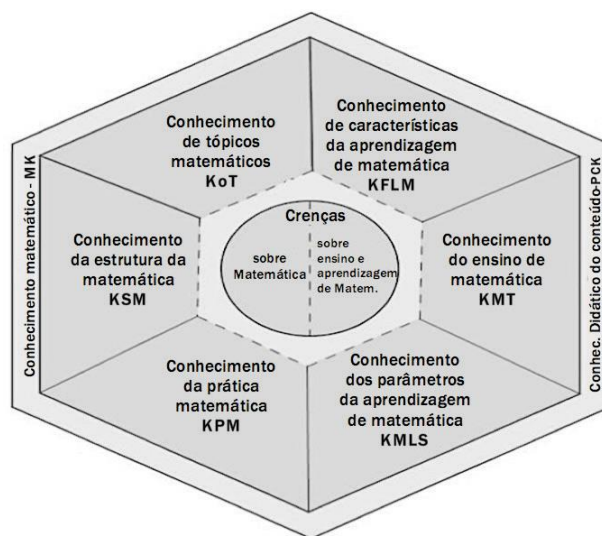 Conhecimento
de tópicos
matemáticos
KoT
Conhecimento
de características
da aprendizagem
de matemática
KFLM
Conhecimento matemático - MK
Conhecimento
da estrutura da
matemática
KSM
Crenças
sobre
Matemática
sobre
ensino e
aprendizagem
de Matem.
Conhecimento
do ensino de
matemática
KMT
Conhec. Didático do conteúdo-PCK
Conhecimento
da prática
matemática
KPM
Conhecimento
dos parâmetros
da aprendizagem
de matemática
KMLS